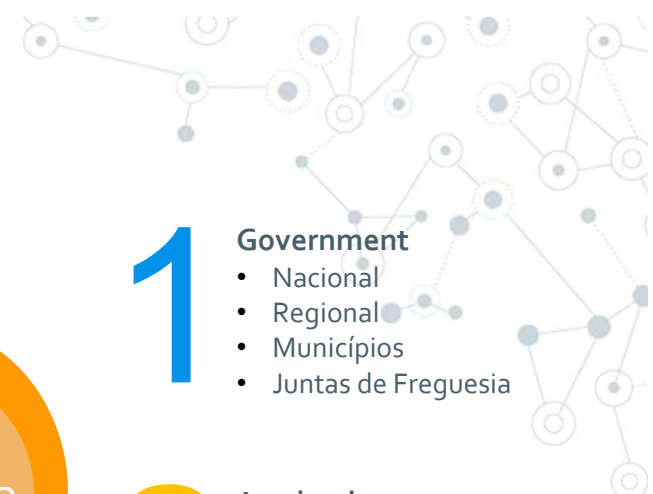 1
Government
• Nacional
• Regional
• Municípios
• Juntas de Freguesia